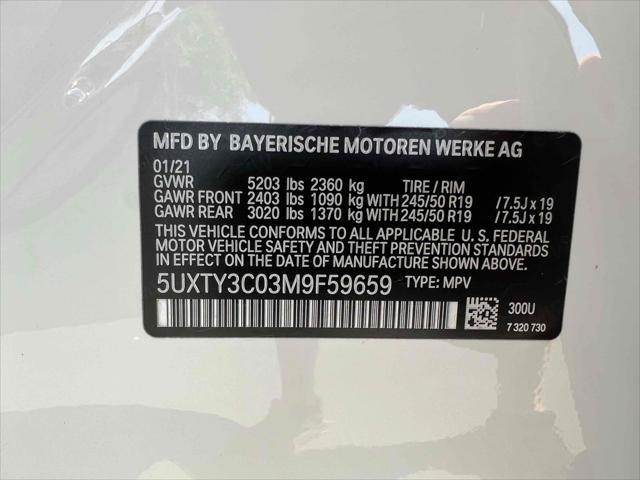 MFD BY BAYERISCHE MOTOREN WERKE AG
01/21
GVWR 5203 lbs 2360 kg TIRE / RIM
GAWR FRONT 2403 lbs 1090 kg WITH 245/50 R19 /7.5J x 19
GAWR REAR 3020 lbs 1370 kg WITH 245/50 R19 /7.5J x 19
THIS VEHICLE CONFORMS TO ALL APPLICABLE U.S. FEDERAL
MOTOR VEHICLE SAFETY AND THEFT PREVENTION STANDARDS
IN EFFECT ON THE DATE OF MANUFACTURE SHOWN ABOVE.
5UXTY3C03M9F59659 TYPE: MPV
300U
7 320 730